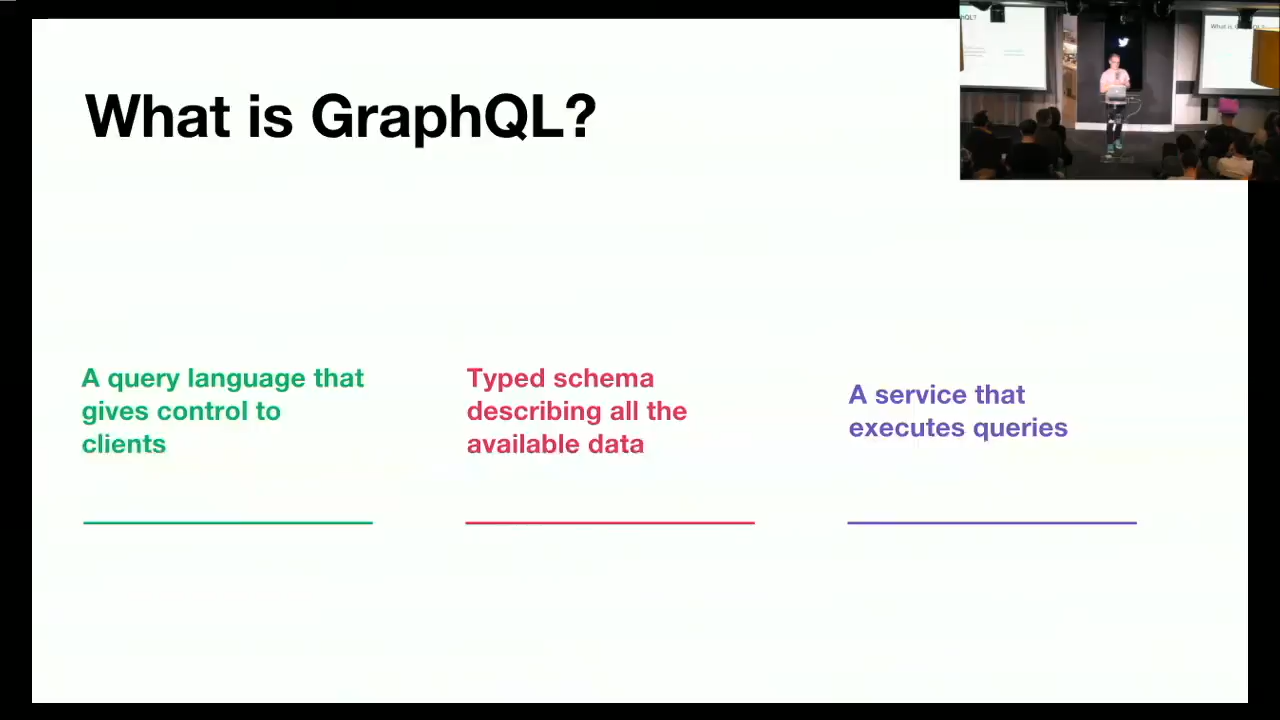 What is GraphQL?
A query language that
gives control to
clients
Typed schema
describing all the
available data
A service that
executes queries